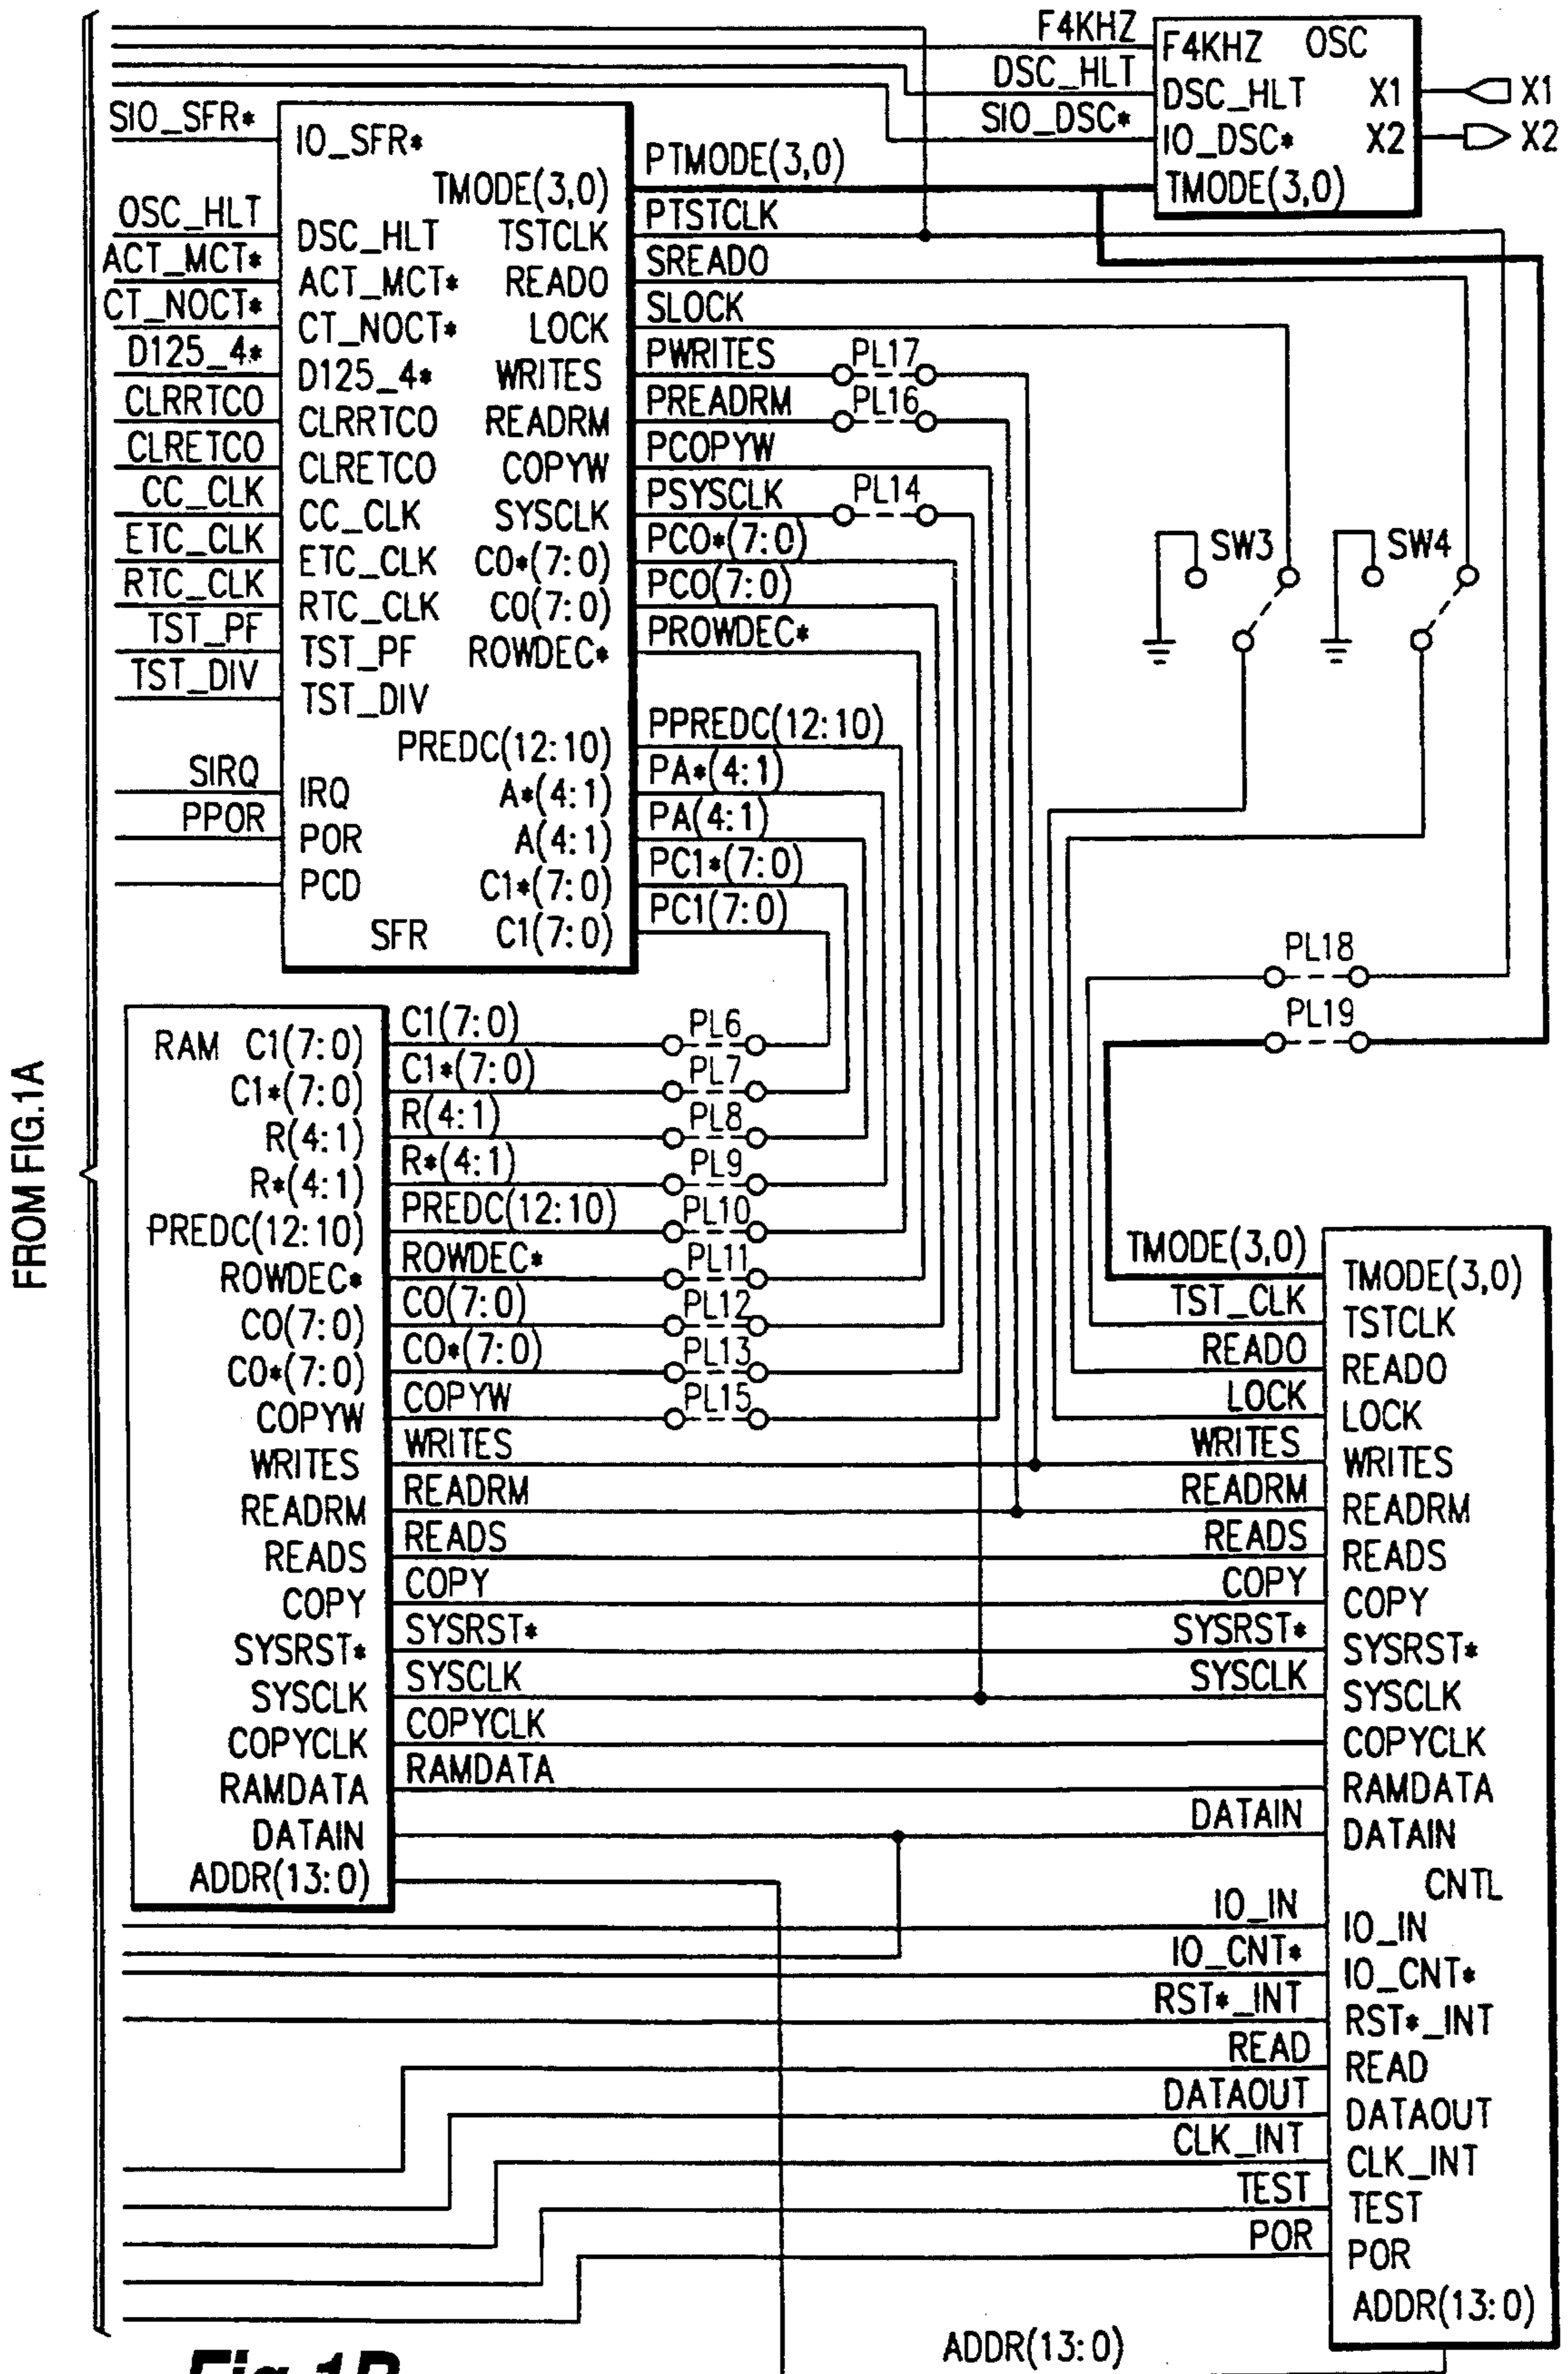 FROM FIG.1A
F4KHZ
DSC_HLT
SIO_DSC*
F4KHZ OSC
DSC_HLT X1
IO_DSC* X2
TMODE(3,0)
X1
X2
SIO_SFR*
OSC_HLT
ACT_MCT*
CT_NOCT*
D125_4*
CLRRTCO
CLRETCO
CC_CLK
ETC_CLK
RTC_CLK
TST_PF
TST_DIV
SIRQ
PPOR
IO_SFR*
TMODE(3,0)
DSC_HLT TSTCLK
ACT_MCT* READO
CT_NOCT* LOCK
D125_4* WRITES
CLRRTCO READRM
CLRETCO COPYW
CC_CLK SYSCLK
ETC_CLK CO*(7:0)
RTC_CLK CO(7:0)
TST_PF ROWDEC*
TST_DIV
PREDC(12:10)
IRQ A*(4:1)
POR A(4:1)
PCD C1*(7:0)
SFR C1(7:0)
PTMODE(3,0)
PTSTCLK
SREADO
SLOCK
PWRITES PL17
PREADRM PL16
PCOPYW
PSYSCLK PL14
PCO*(7:0)
PCO(7:0)
PROWDEC*
PPREDC(12:10)
PA*(4:1)
PA(4:1)
PC1*(7:0)
PC1(7:0)
SW3
SW4
PL18
PL19
RAM C1(7:0)
C1*(7:0)
R(4:1)
R*(4:1)
PREDC(12:10)
ROWDEC*
CO(7:0)
CO*(7:0)
COPYW
WRITES
READRM
READS
COPY
SYSRST*
SYSCLK
COPYCLK
RAMDATA
DATAIN
ADDR(13:0)
C1(7:0) PL6
C1*(7:0) PL7
R(4:1) PL8
R*(4:1) PL9
PREDC(12:10) PL10
ROWDEC* PL11
CO(7:0) PL12
CO*(7:0) PL13
COPYW PL15
WRITES
READRM
READS
COPY
SYSRST*
SYSCLK
COPYCLK
RAMDATA
TMODE(3,0)
TST_CLK
READO
LOCK
WRITES
READRM
READS
COPY
SYSRST*
SYSCLK
DATAIN
IO_IN
IO_CNT*
RST*_INT
READ
DATAOUT
CLK_INT
TEST
POR
TMODE(3,0)
TSTCLK
READO
LOCK
WRITES
READRM
READS
COPY
SYSRST*
SYSCLK
COPYCLK
RAMDATA
DATAIN
CNTL
IO_IN
IO_CNT*
RST*_INT
READ
DATAOUT
CLK_INT
TEST
POR
ADDR(13:0)
ADDR(13:0)